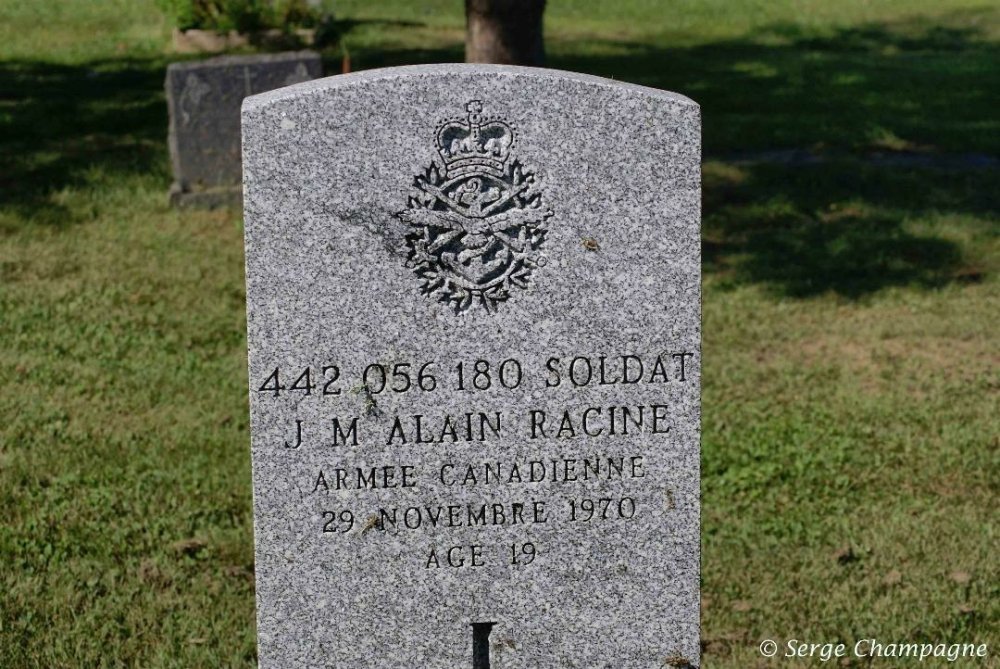 442 056 180 SOLDAT
J M ALAIN RACINE
ARMEE CANADIENNE
29 NOVEMBRE 1970
AGE 19
© Serge Champagne